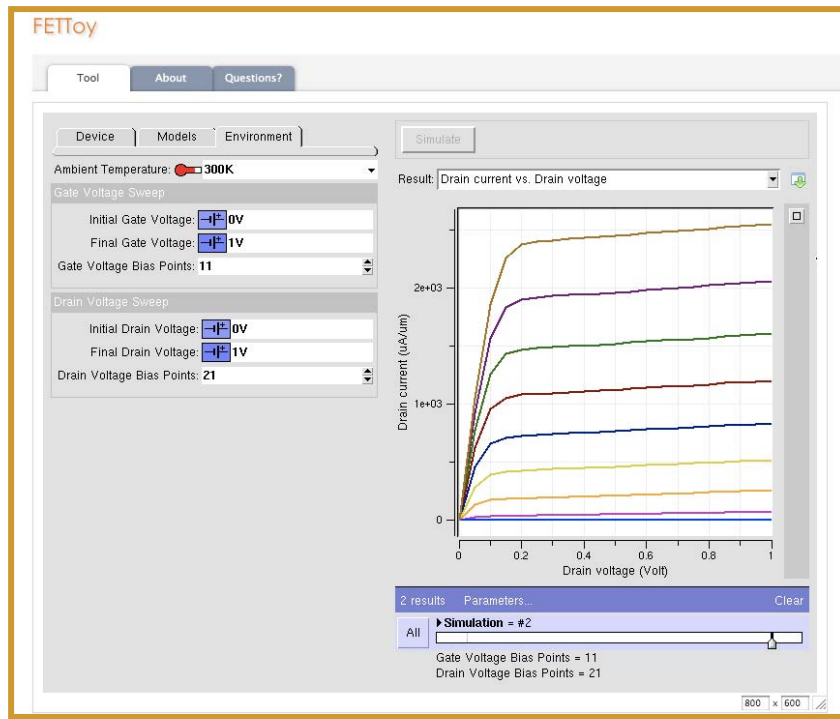 FETToy
Tool About Questions?
Device Models Environment
Ambient Temperature: 300K
Gate Voltage Sweep
Initial Gate Voltage: 0V
Final Gate Voltage: 1V
Gate Voltage Bias Points: 11
Drain Voltage Sweep
Initial Drain Voltage: 0V
Final Drain Voltage: 1V
Drain Voltage Bias Points: 21
Simulate
Result: Drain current vs. Drain voltage
Drain current (uA/um)
2e+03
1e+03
0
0 0.2 0.4 0.6 0.8 1
Drain voltage (Volt)
2 results Parameters... Clear
All
Simulation = #2
Gate Voltage Bias Points = 11
Drain Voltage Bias Points = 21
800 x 600